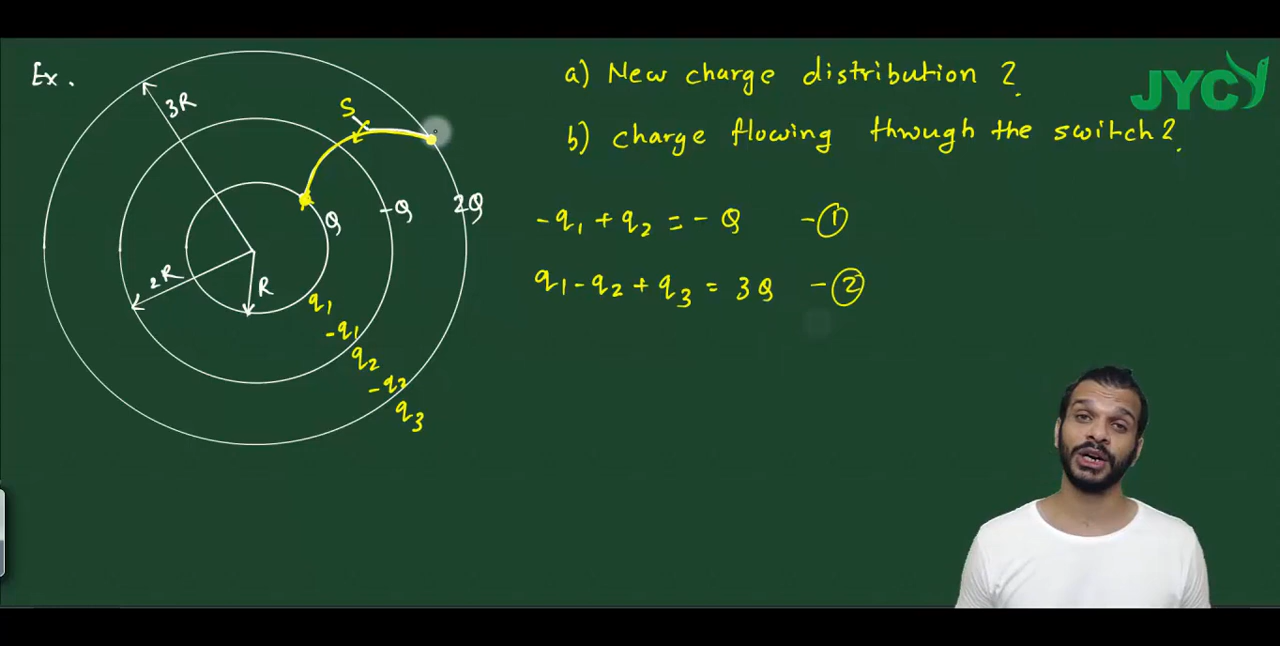 Ex.
3R
S
Q
-Q
2Q
2R
R
q1
-q1
q2
-q2
q3
a) New charge distribution ?
b) charge flowing through the switch ?
-q1 + q2 = - Q -①
q1 - q2 + q3 = 3Q -②
JYC